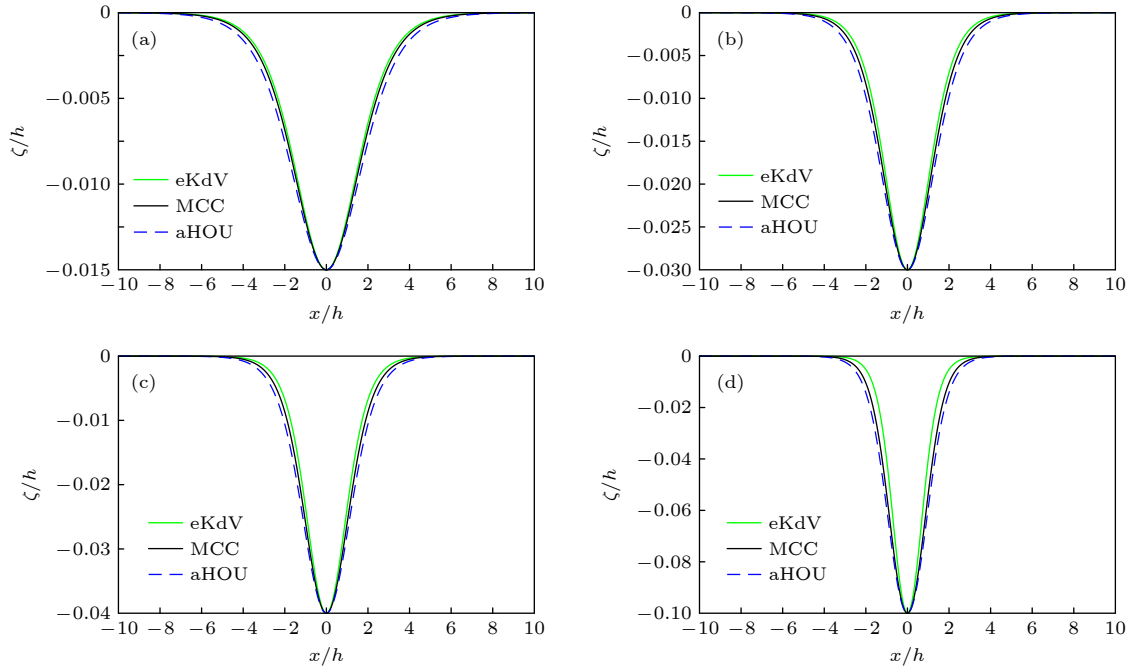 0
(a)
−0.005
ζ/h
−0.010
eKdV
MCC
aHOU
−0.015
−10 −8 −6 −4 −2 0 2 4 6 8 10
x/h
0
(b)
−0.005
−0.010
ζ/h
−0.015
−0.020
eKdV
MCC
−0.025
aHOU
−0.030
−10 −8 −6 −4 −2 0 2 4 6 8 10
x/h
0
(c)
−0.01
ζ/h
−0.02
eKdV
−0.03
MCC
aHOU
−0.04
−10 −8 −6 −4 −2 0 2 4 6 8 10
x/h
0
(d)
−0.02
−0.04
ζ/h
−0.06
eKdV
MCC
−0.08
aHOU
−0.10
−10 −8 −6 −4 −2 0 2 4 6 8 10
x/h